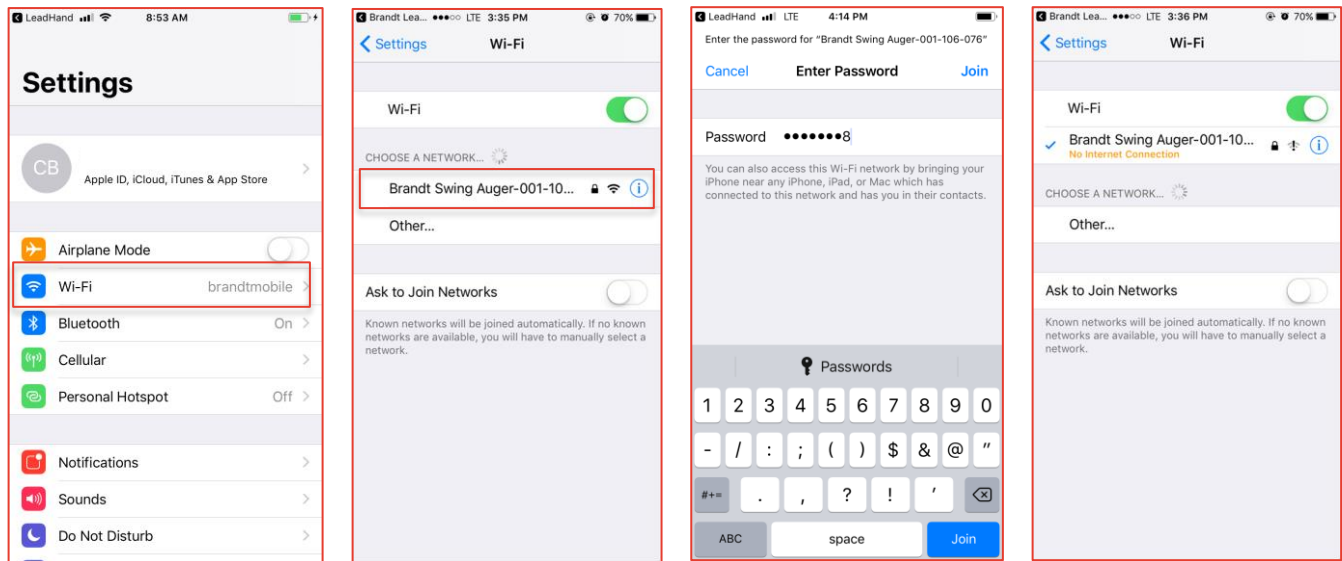 LeadHand LTE 8:53 AM
Settings
CB
Apple ID, iCloud, iTunes & App Store
Airplane Mode
Wi-Fi brandtmobile
Bluetooth On
Cellular
Personal Hotspot Off
Notifications
Sounds
Do Not Disturb
Brandt Lea... LTE 3:35 PM 70%
Settings Wi-Fi
Wi-Fi
CHOOSE A NETWORK...
Brandt Swing Auger-001-10...
Other...
Ask to Join Networks
Known networks will be joined automatically. If no known
networks are available, you will have to manually select a
network.
LeadHand LTE 4:14 PM
Enter the password for “Brandt Swing Auger-001-106-076”
Cancel Enter Password Join
Password •••••••8
You can also access this Wi-Fi network by bringing your
iPhone near any iPhone, iPad, or Mac which has
connected to this network and has you in their contacts.
Passwords
1 2 3 4 5 6 7 8 9 0
- / : ; ( ) $ & @ "
#+= . , ? ! '
ABC space Join
Brandt Lea... LTE 3:36 PM 70%
Settings Wi-Fi
Wi-Fi
Brandt Swing Auger-001-10...
No Internet Connection
CHOOSE A NETWORK...
Other...
Ask to Join Networks
Known networks will be joined automatically. If no known
networks are available, you will have to manually select a
network.